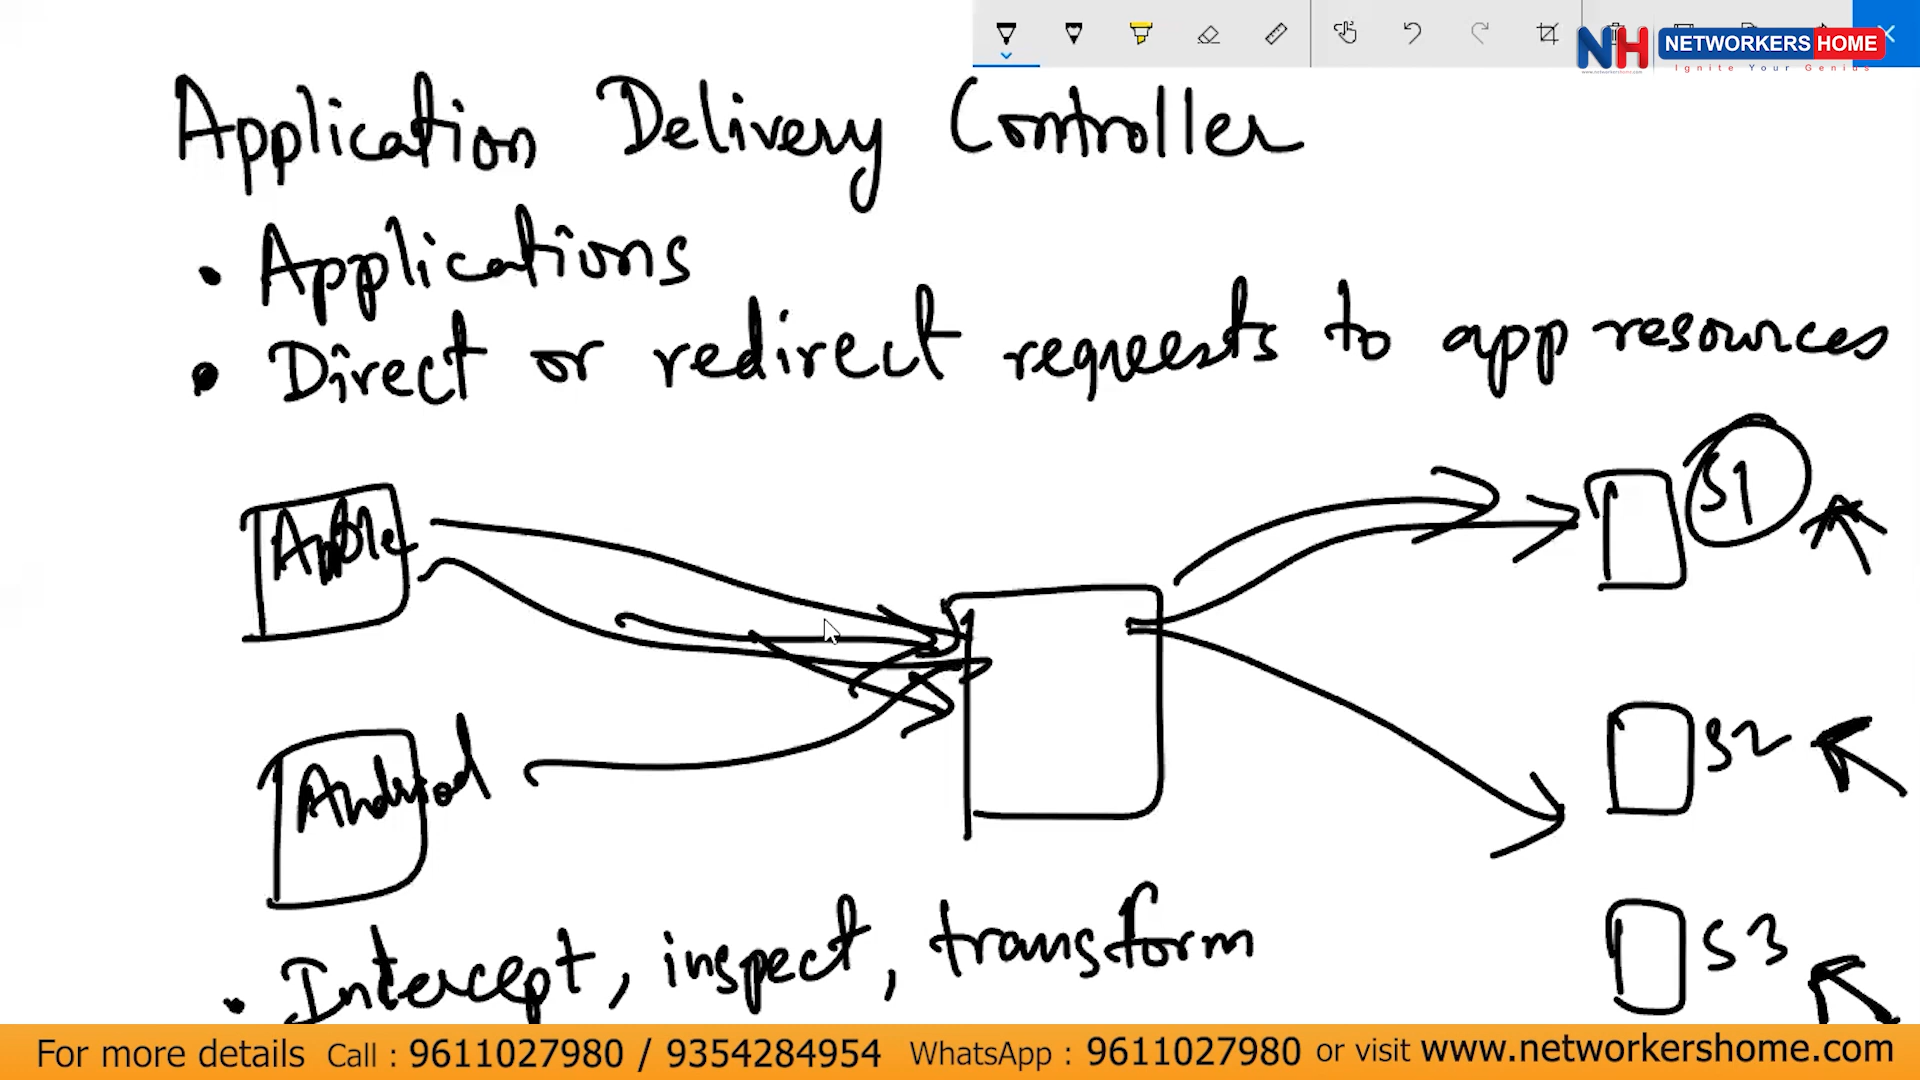 NH NETWORKERS HOME
Ignite Your Genius
Application Delivery Controller
• Applications
• Direct or redirect requests to app resources
Apple
S1
Android
S2
• Intercept, inspect, transform
S3
For more details Call : 9611027980 / 9354284954 WhatsApp : 9611027980 or visit www.networkershome.com